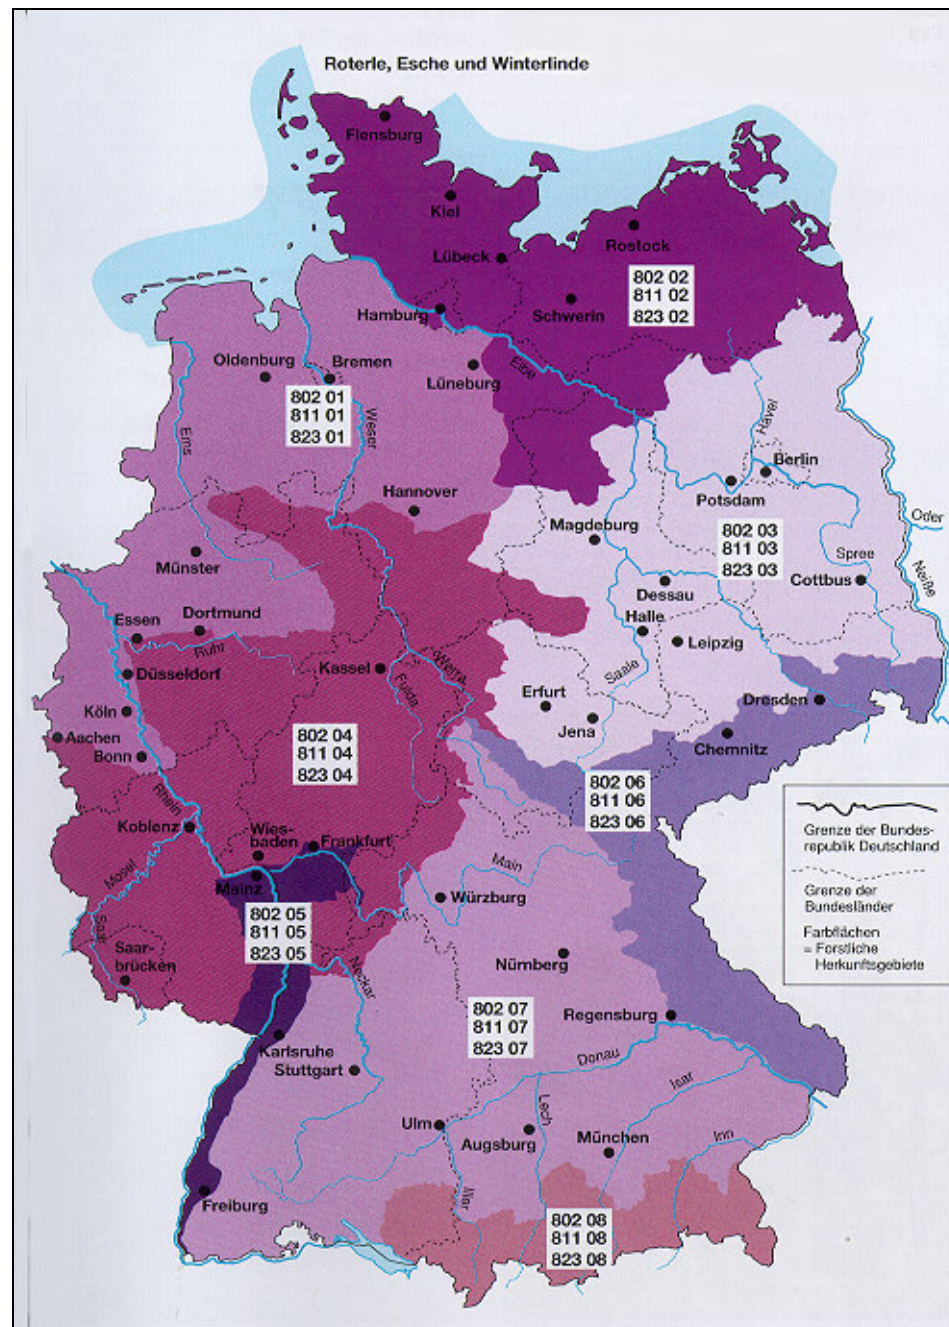 Roterle, Esche und Winterlinde
Flensburg
Kiel
Rostock
Lübeck
802 02
811 02
823 02
Schwerin
Hamburg
Oldenburg
Bremen
Lüneburg
Elbe
802 01
811 01
823 01
Ems
Weser
Havel
Berlin
Potsdam
Hannover
Magdeburg
802 03
811 03
823 03
Oder
Spree
Neiße
Münster
Cottbus
Dessau
Essen
Dortmund
Halle
Leipzig
Ruhr
Düsseldorf
Kassel
Werra
Fulda
Saale
Erfurt
Dresden
Köln
Jena
Aachen
Chemnitz
Bonn
802 04
811 04
823 04
802 06
811 06
823 06
Rhein
Koblenz
Wies-
baden
Frankfurt
Grenze der Bundes-
republik Deutschland
Mosel
Mainz
Main
Würzburg
Grenze der
Bundesländer
802 05
811 05
823 05
Saar
Farbflächen
= Forstliche
Herkunftsgebiete
Saar-
brücken
Neckar
Nürnberg
802 07
811 07
823 07
Regensburg
Karlsruhe
Stuttgart
Donau
Isar
Ulm
Lech
Augsburg
München
Inn
Freiburg
Iller
802 08
811 08
823 08